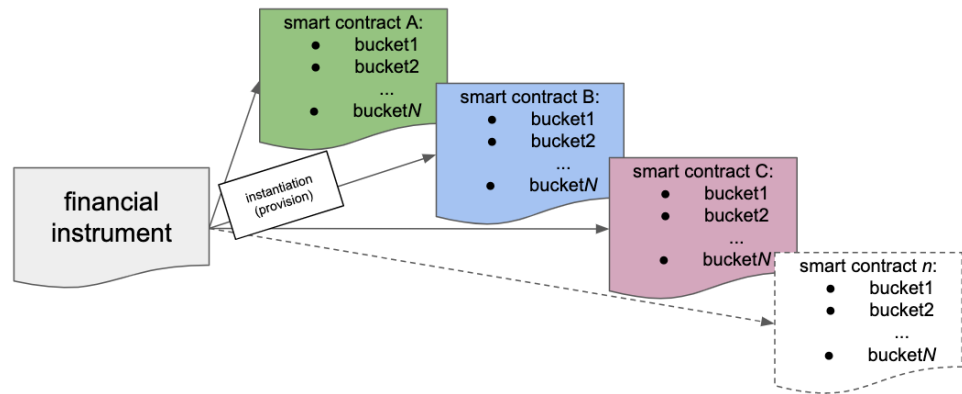 smart contract A:
● bucket1
● bucket2
...
● bucketN
smart contract B:
● bucket1
● bucket2
...
● bucketN
instantiation
(provision)
financial
instrument
smart contract C:
● bucket1
● bucket2
...
● bucketN
smart contract n:
● bucket1
● bucket2
...
● bucketN